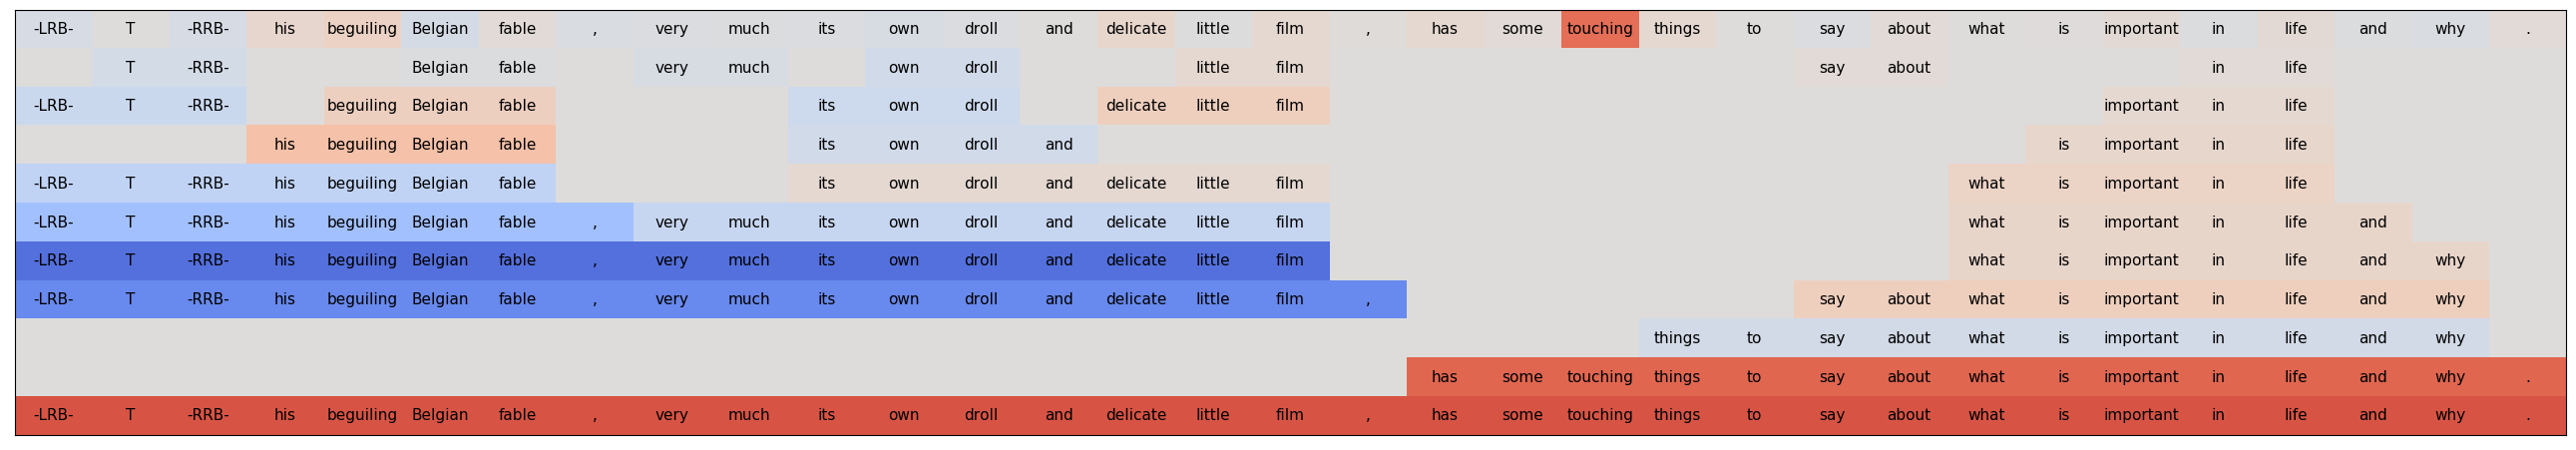 -LRB- T -RRB- his beguiling Belgian fable , very much its own droll and delicate little film , has some touching things to say about what is important in life and why .
T -RRB- Belgian fable very much own droll little film say about in life
-LRB- T -RRB- beguiling Belgian fable its own droll delicate little film important in life
his beguiling Belgian fable its own droll and is important in life
-LRB- T -RRB- his beguiling Belgian fable its own droll and delicate little film what is important in life
-LRB- T -RRB- his beguiling Belgian fable , very much its own droll and delicate little film what is important in life and
-LRB- T -RRB- his beguiling Belgian fable , very much its own droll and delicate little film what is important in life and why
-LRB- T -RRB- his beguiling Belgian fable , very much its own droll and delicate little film , say about what is important in life and why
things to say about what is important in life and why
has some touching things to say about what is important in life and why .
-LRB- T -RRB- his beguiling Belgian fable , very much its own droll and delicate little film , has some touching things to say about what is important in life and why .